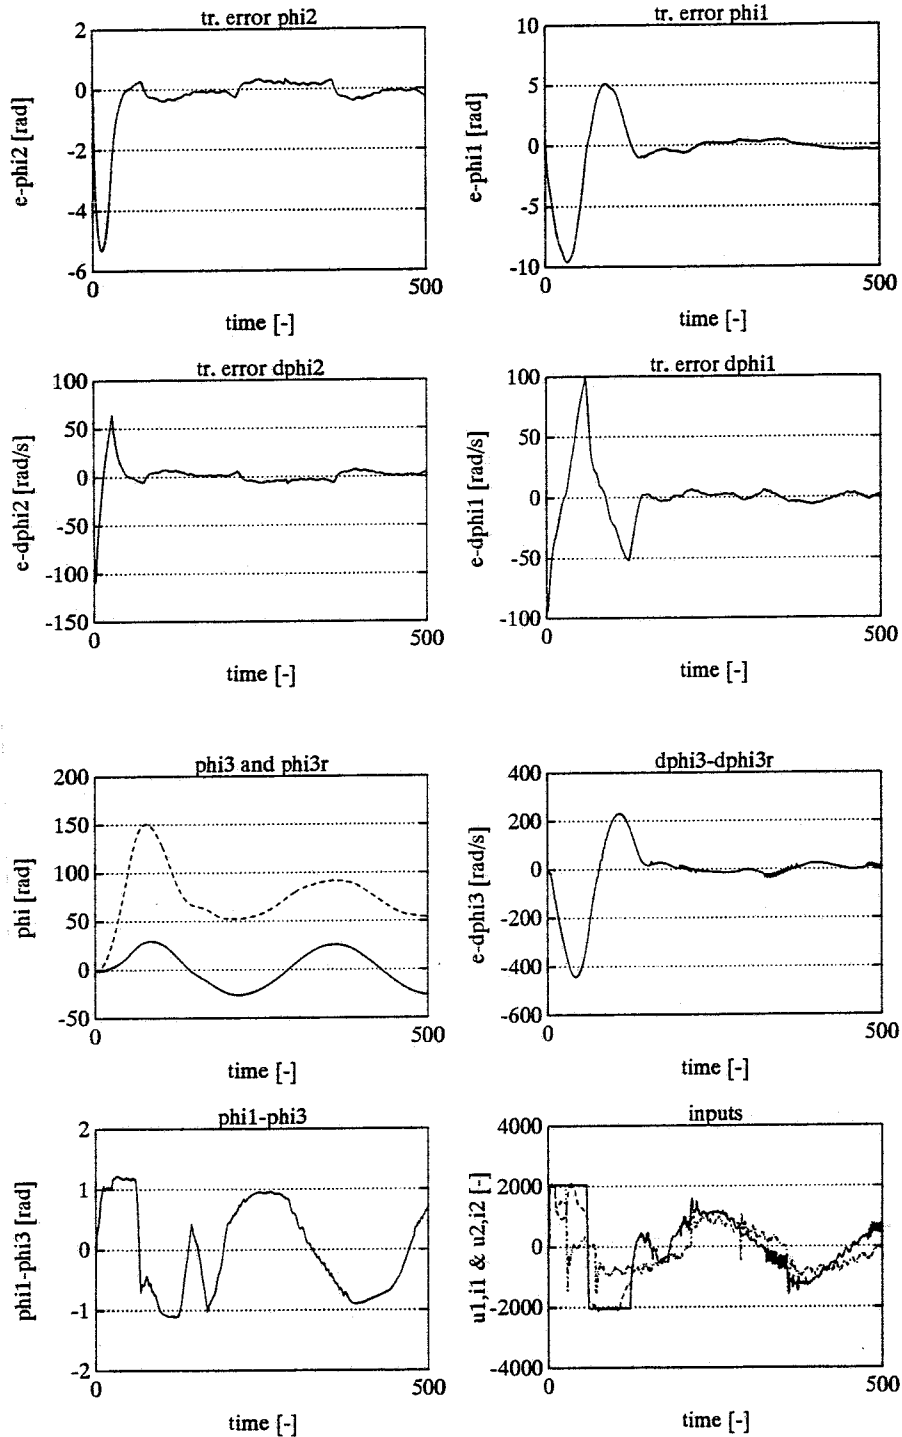 tr. error phi2
2
0
-2
-4
-6
e-phi2 [rad]
0
500
time [-]
tr. error phi1
10
5
0
-5
-10
e-phi1 [rad]
0
500
time [-]
tr. error dphi2
100
50
0
-50
-100
-150
e-dphi2 [rad/s]
0
500
time [-]
tr. error dphi1
100
50
0
-50
-100
e-dphi1 [rad/s]
0
500
time [-]
phi3 and phi3r
200
150
100
50
0
-50
phi [rad]
0
500
time [-]
dphi3-dphi3r
400
200
0
-200
-400
-600
e-dphi3 [rad/s]
0
500
time [-]
phi1-phi3
2
1
0
-1
-2
phi1-phi3 [rad]
0
500
time [-]
inputs
4000
2000
0
-2000
-4000
u1,i1 & u2,i2 [-]
0
500
time [-]